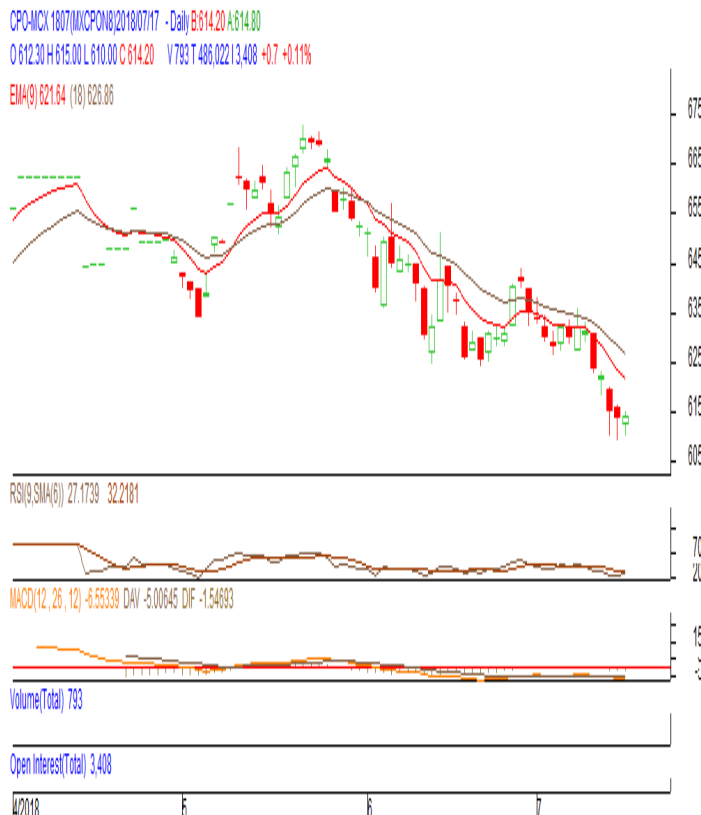 CPO-MCX 1807(MXCPON8)2018/07/17 - Daily B:614.20 A:614.80
O 612.30 H 615.00 L 610.00 C 614.20 V 793 T 486,022 I 3,408 +0.7 +0.11%
EMA(9) 621.64 (18) 626.86
675
665
655
645
635
625
615
605
RSI(9,SMA(6)) 27.1739 32.2181
70
20
MACD(12 , 26 , 12) -6.55339 DAV -5.00645 DIF -1.54693
15
Volume(Total) 793
Open Interest(Total) 3,408
4/2018 5 6 7